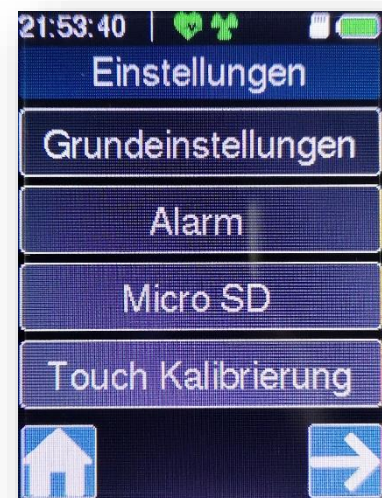 21:53:40
Einstellungen
Grundeinstellungen
Alarm
Micro SD
Touch Kalibrierung